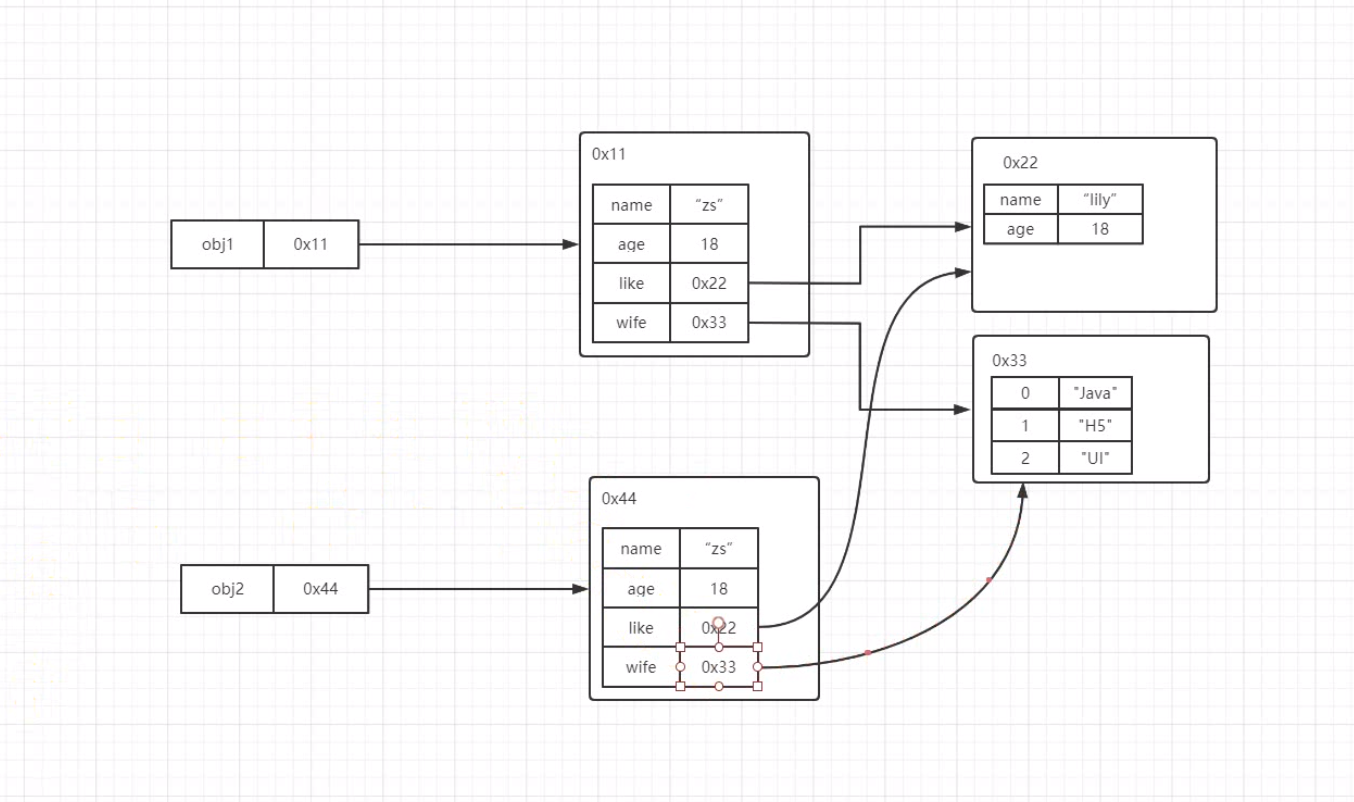 0x11
name “zs”
age 18
like 0x22
wife 0x33
obj1 0x11
0x22
name “lily”
age 18
0x33
0 "Java"
1 "H5"
2 "UI"
0x44
name “zs”
age 18
like 0x22
wife 0x33
obj2 0x44